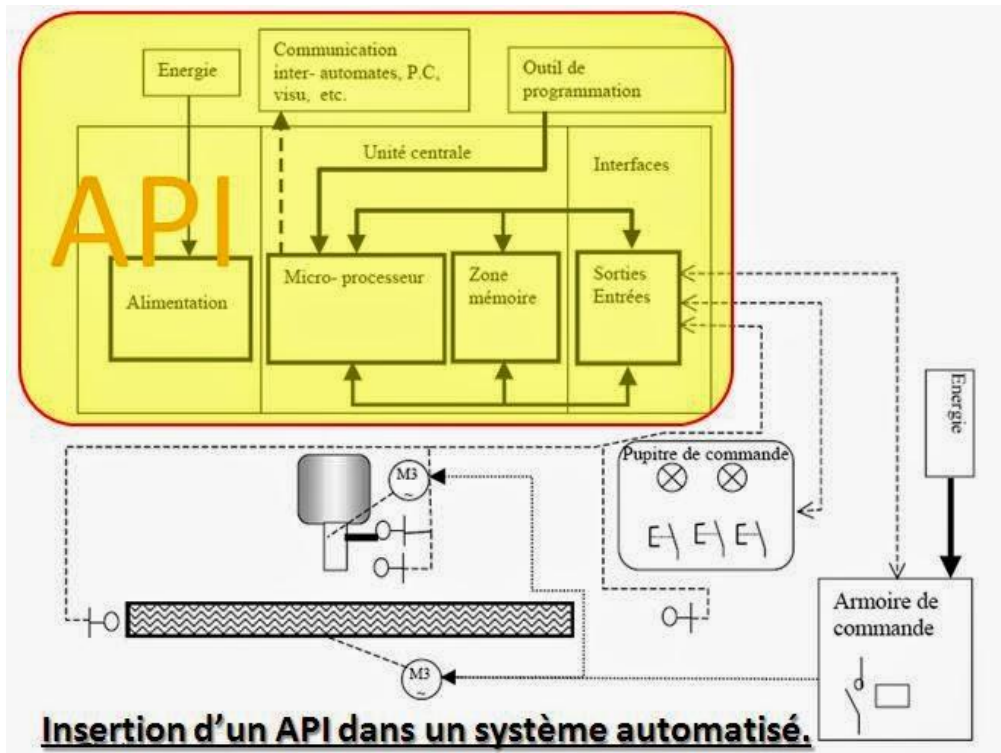 Energie
Communication
inter- automates, P.C,
visu, etc.
Outil de
programmation
Unité centrale
Interfaces
API
Alimentation
Micro- processeur
Zone
mémoire
Sorties
Entrées
Energie
Pupitre de commande
M3
~
M3
~
Armoire de
commande
Insertion d'un API dans un système automatisé.